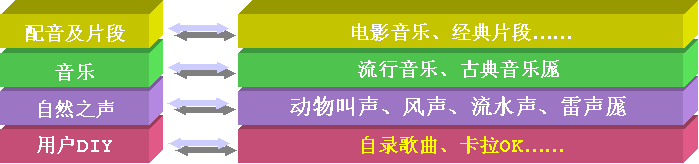 配音及片段 电影音乐、经典片段……
音乐 流行音乐、古典音乐厖
自然之声 动物叫声、风声、流水声、雷声厖
用户DIY 自录歌曲、卡拉OK……